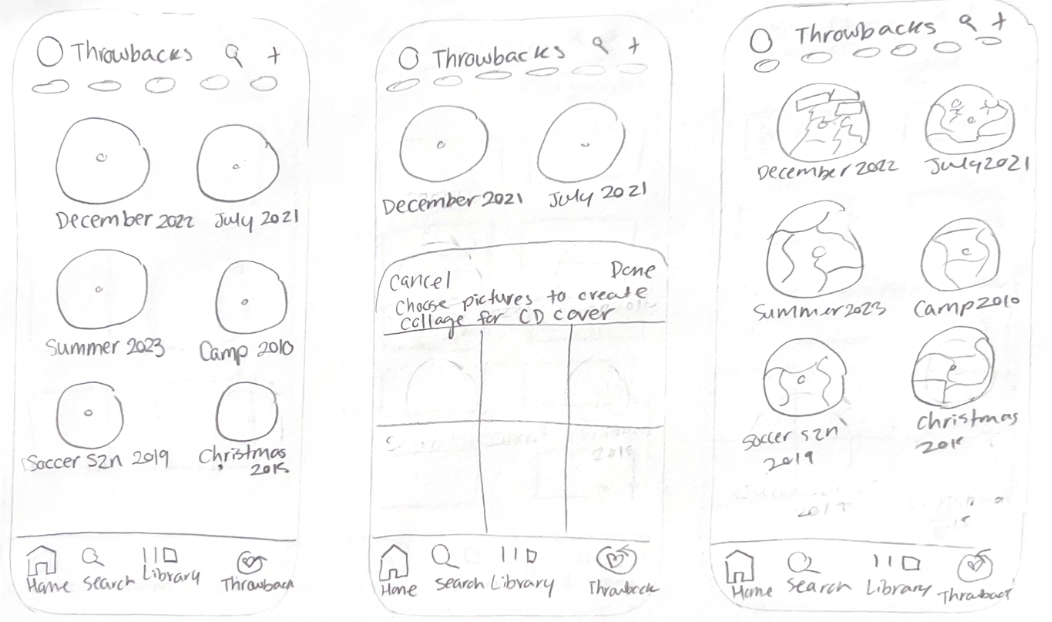 Throwbacks
December 2022 July 2021
Summer 2023 Camp 2010
Soccer SZn 2019 Christmas
2015
Home Search Library Throwback
Throwbacks
December 2021 July 2021
Cancel Done
Choose pictures to create
collage for CD cover
Home Search Library Throwback
Throwbacks
December 2022 July 2021
Summer 2023 Camp 2010
Soccer szn
2019
Christmas
Home Search Library Throwback